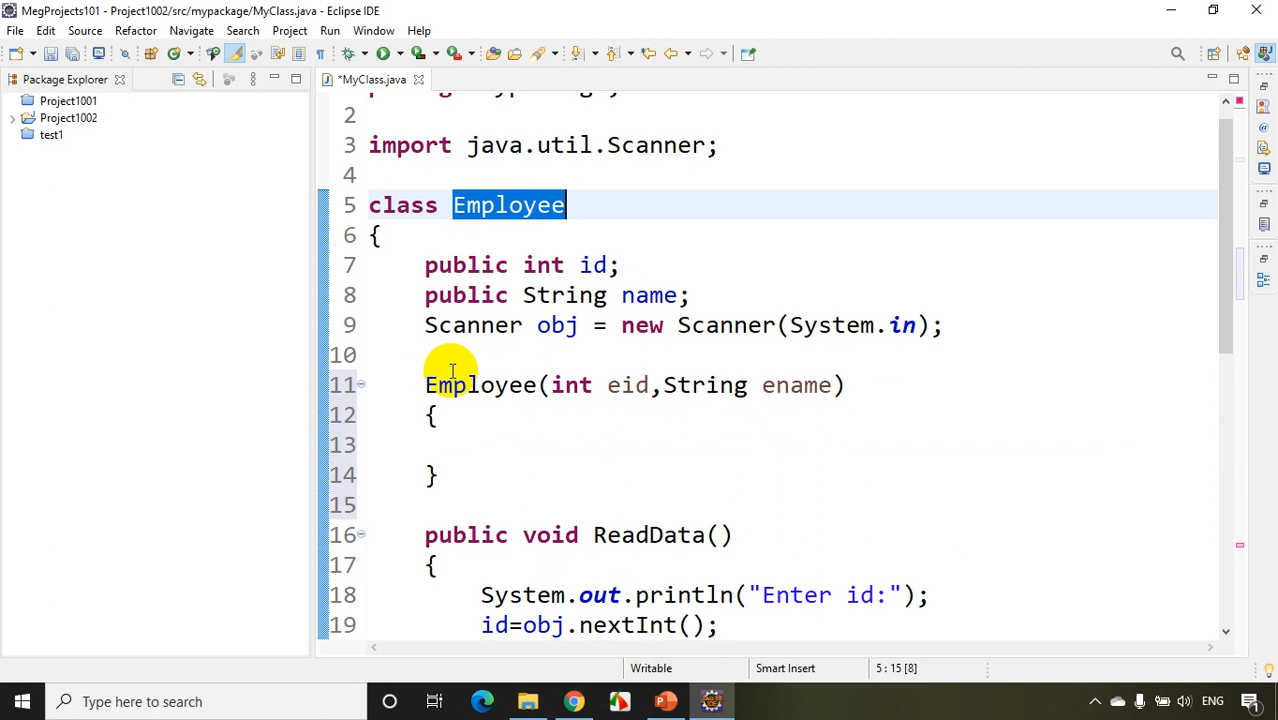 MegProjects101 - Project1002/src/mypackage/MyClass.java - Eclipse IDE
File Edit Source Refactor Navigate Search Project Run Window Help
Package Explorer
*MyClass.java
Project1001
Project1002
test1
2
3 import java.util.Scanner;
4
5 class Employee
6 {
7 public int id;
8 public String name;
9 Scanner obj = new Scanner(System.in);
10
11 Employee(int eid,String ename)
12 {
13
14 }
15
16 public void ReadData()
17 {
18 System.out.println("Enter id:");
19 id=obj.nextInt();
Writable Smart Insert 5 : 15 [8]
Type here to search
ENG
1